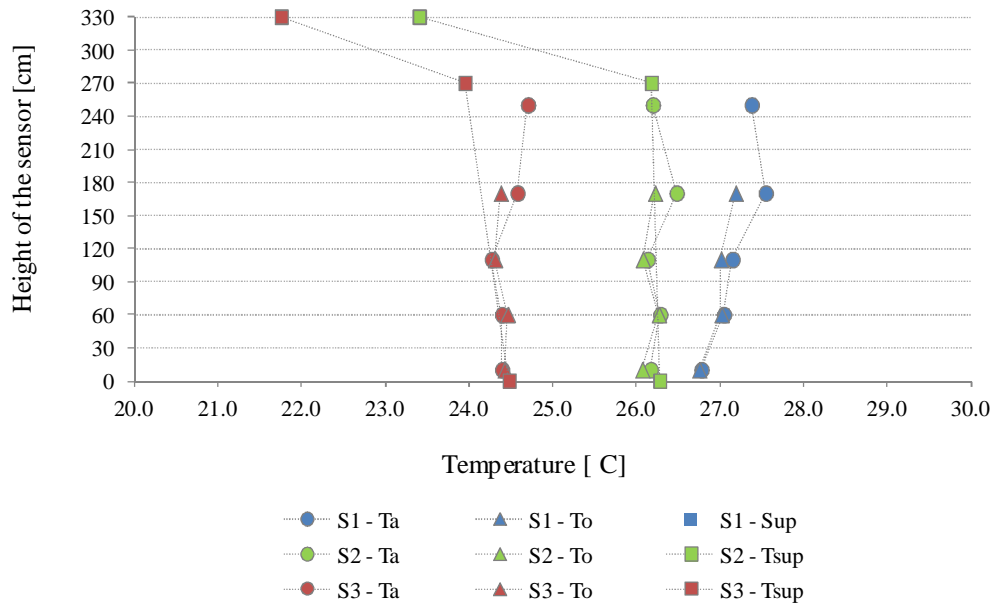 330
300
270
240
210
180
150
120
90
60
30
0
Height of the sensor [cm]
20.0 21.0 22.0 23.0 24.0 25.0 26.0 27.0 28.0 29.0 30.0
Temperature [ C]
S1 - Ta S1 - To S1 - Sup
S2 - Ta S2 - To S2 - Tsup
S3 - Ta S3 - To S3 - Tsup